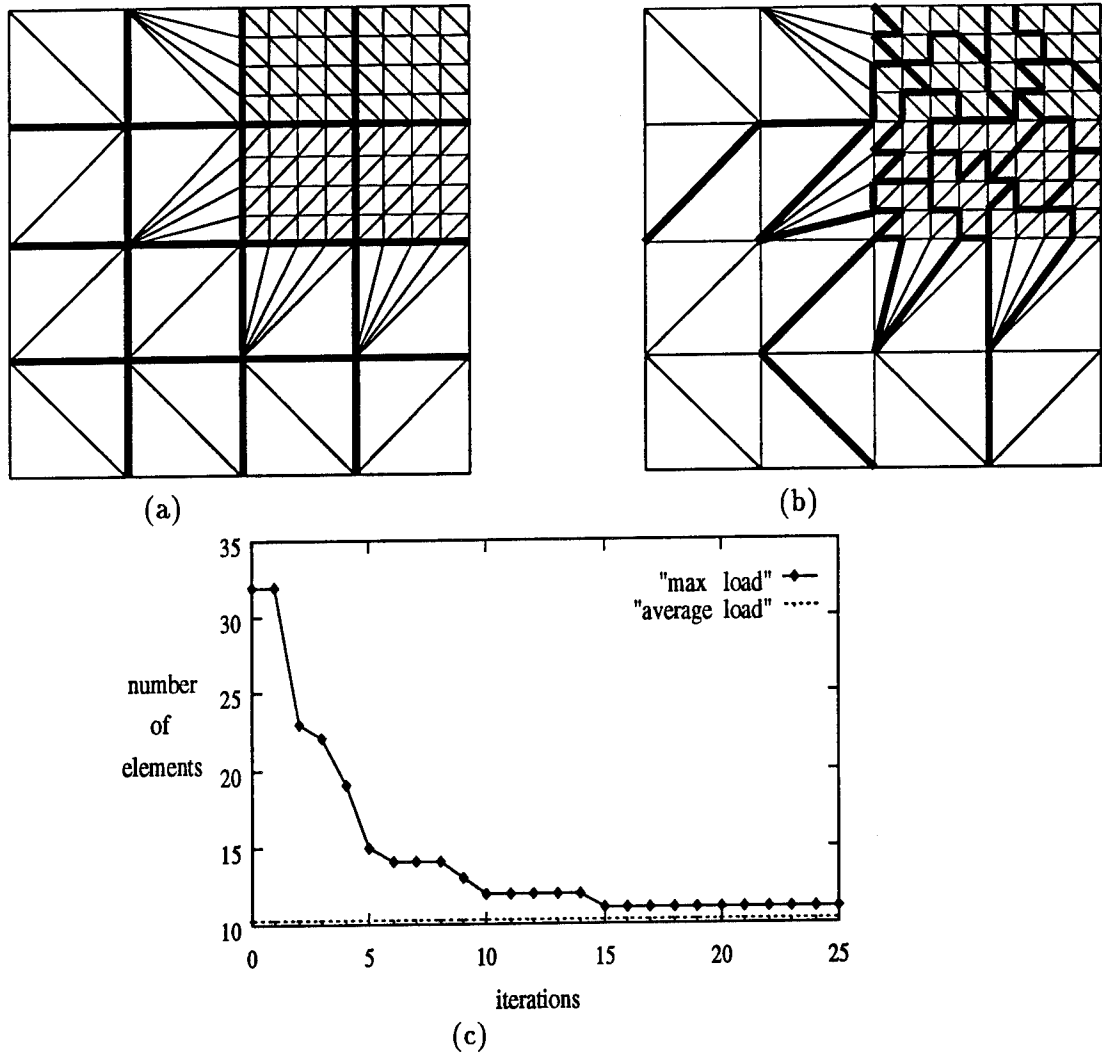 (a)
(b)
35
30
25
20
15
10
number
of
elements
"max load"
"average load"
0
5
10
15
20
25
iterations
(c)